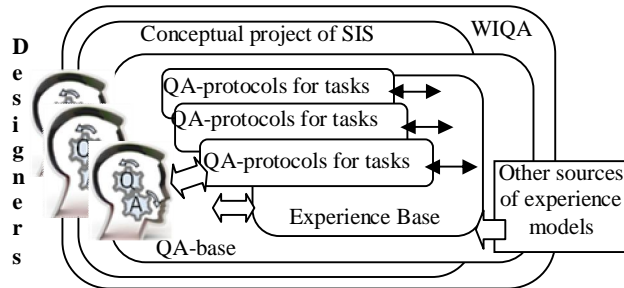 Designers
Conceptual project of SIS
WIQA
QA-protocols for tasks
QA-protocols for tasks
QA-protocols for tasks
Q
A
Q
A
Experience Base
QA-base
Other sources
of experience
models